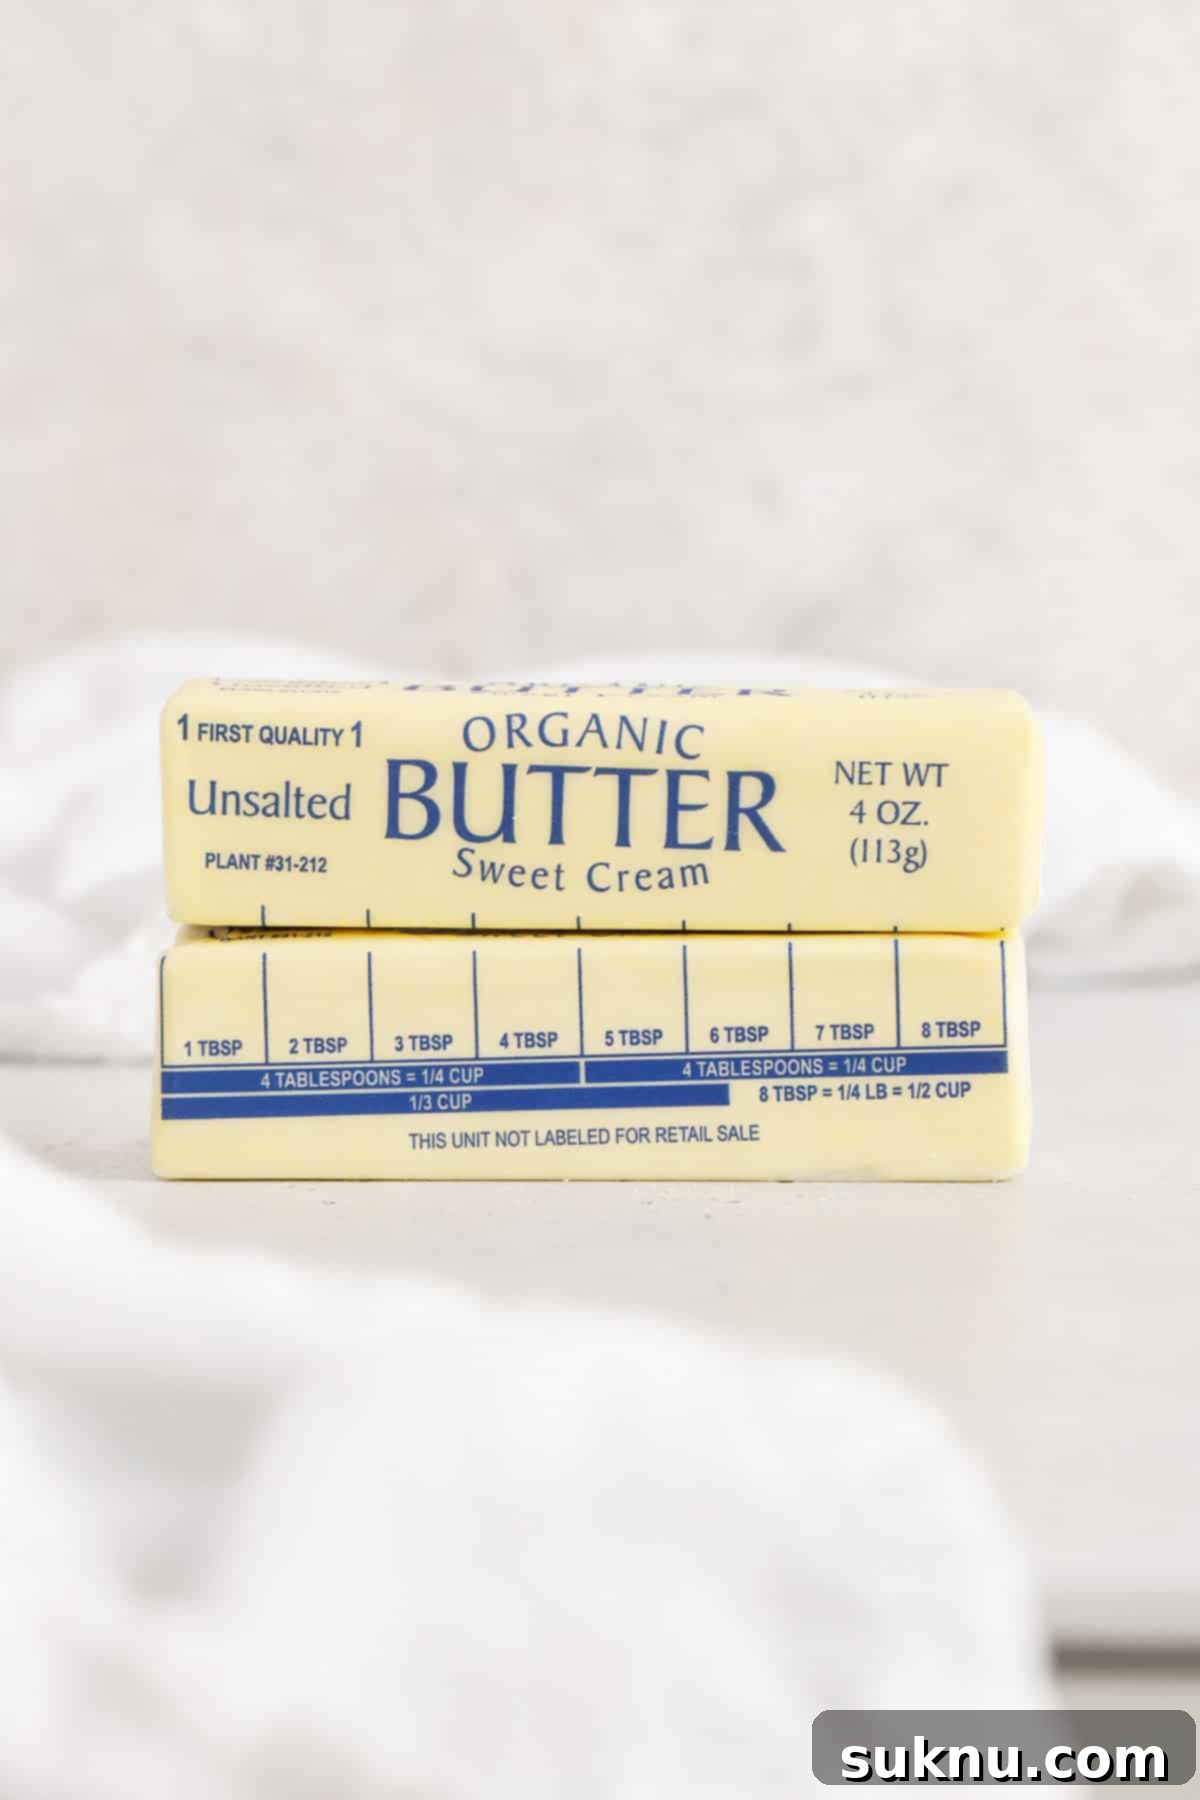 1 FIRST QUALITY 1
Unsalted
PLANT #31-212
ORGANIC
BUTTER
Sweet Cream
NET WT
4 OZ.
(113g)
1 TBSP 2 TBSP 3 TBSP 4 TBSP 5 TBSP 6 TBSP 7 TBSP 8 TBSP
4 TABLESPOONS = 1/4 CUP 4 TABLESPOONS = 1/4 CUP
1/3 CUP 8 TBSP = 1/4 LB = 1/2 CUP
THIS UNIT NOT LABELED FOR RETAIL SALE
suknu.com